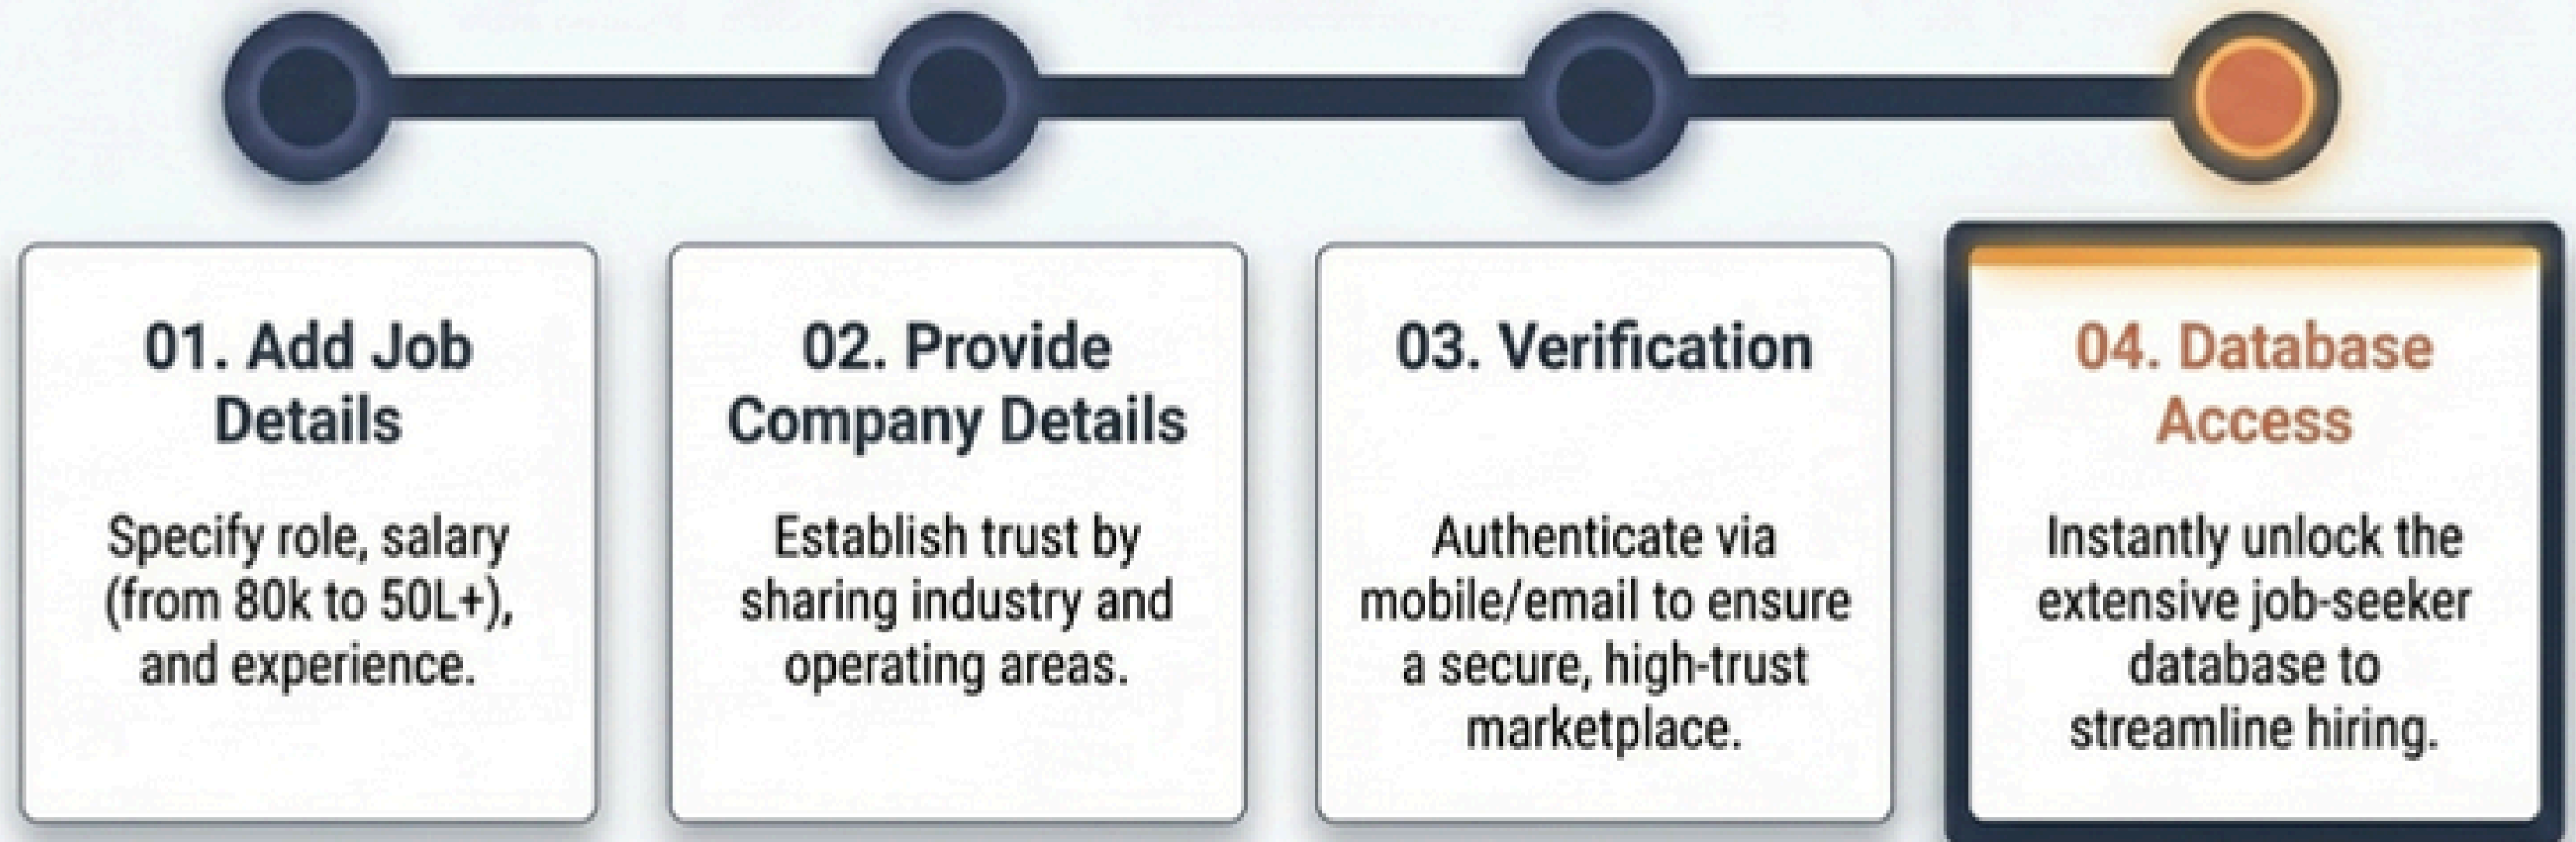 01. Add Job
Details
Specify role, salary
(from 80k to 50L+),
and experience.
02. Provide
Company Details
Establish trust by
sharing industry and
operating areas.
03. Verification
Authenticate via
mobile/email to ensure
a secure, high-trust
marketplace.
04. Database
Access
Instantly unlock the
extensive job-seeker
database to
streamline hiring.